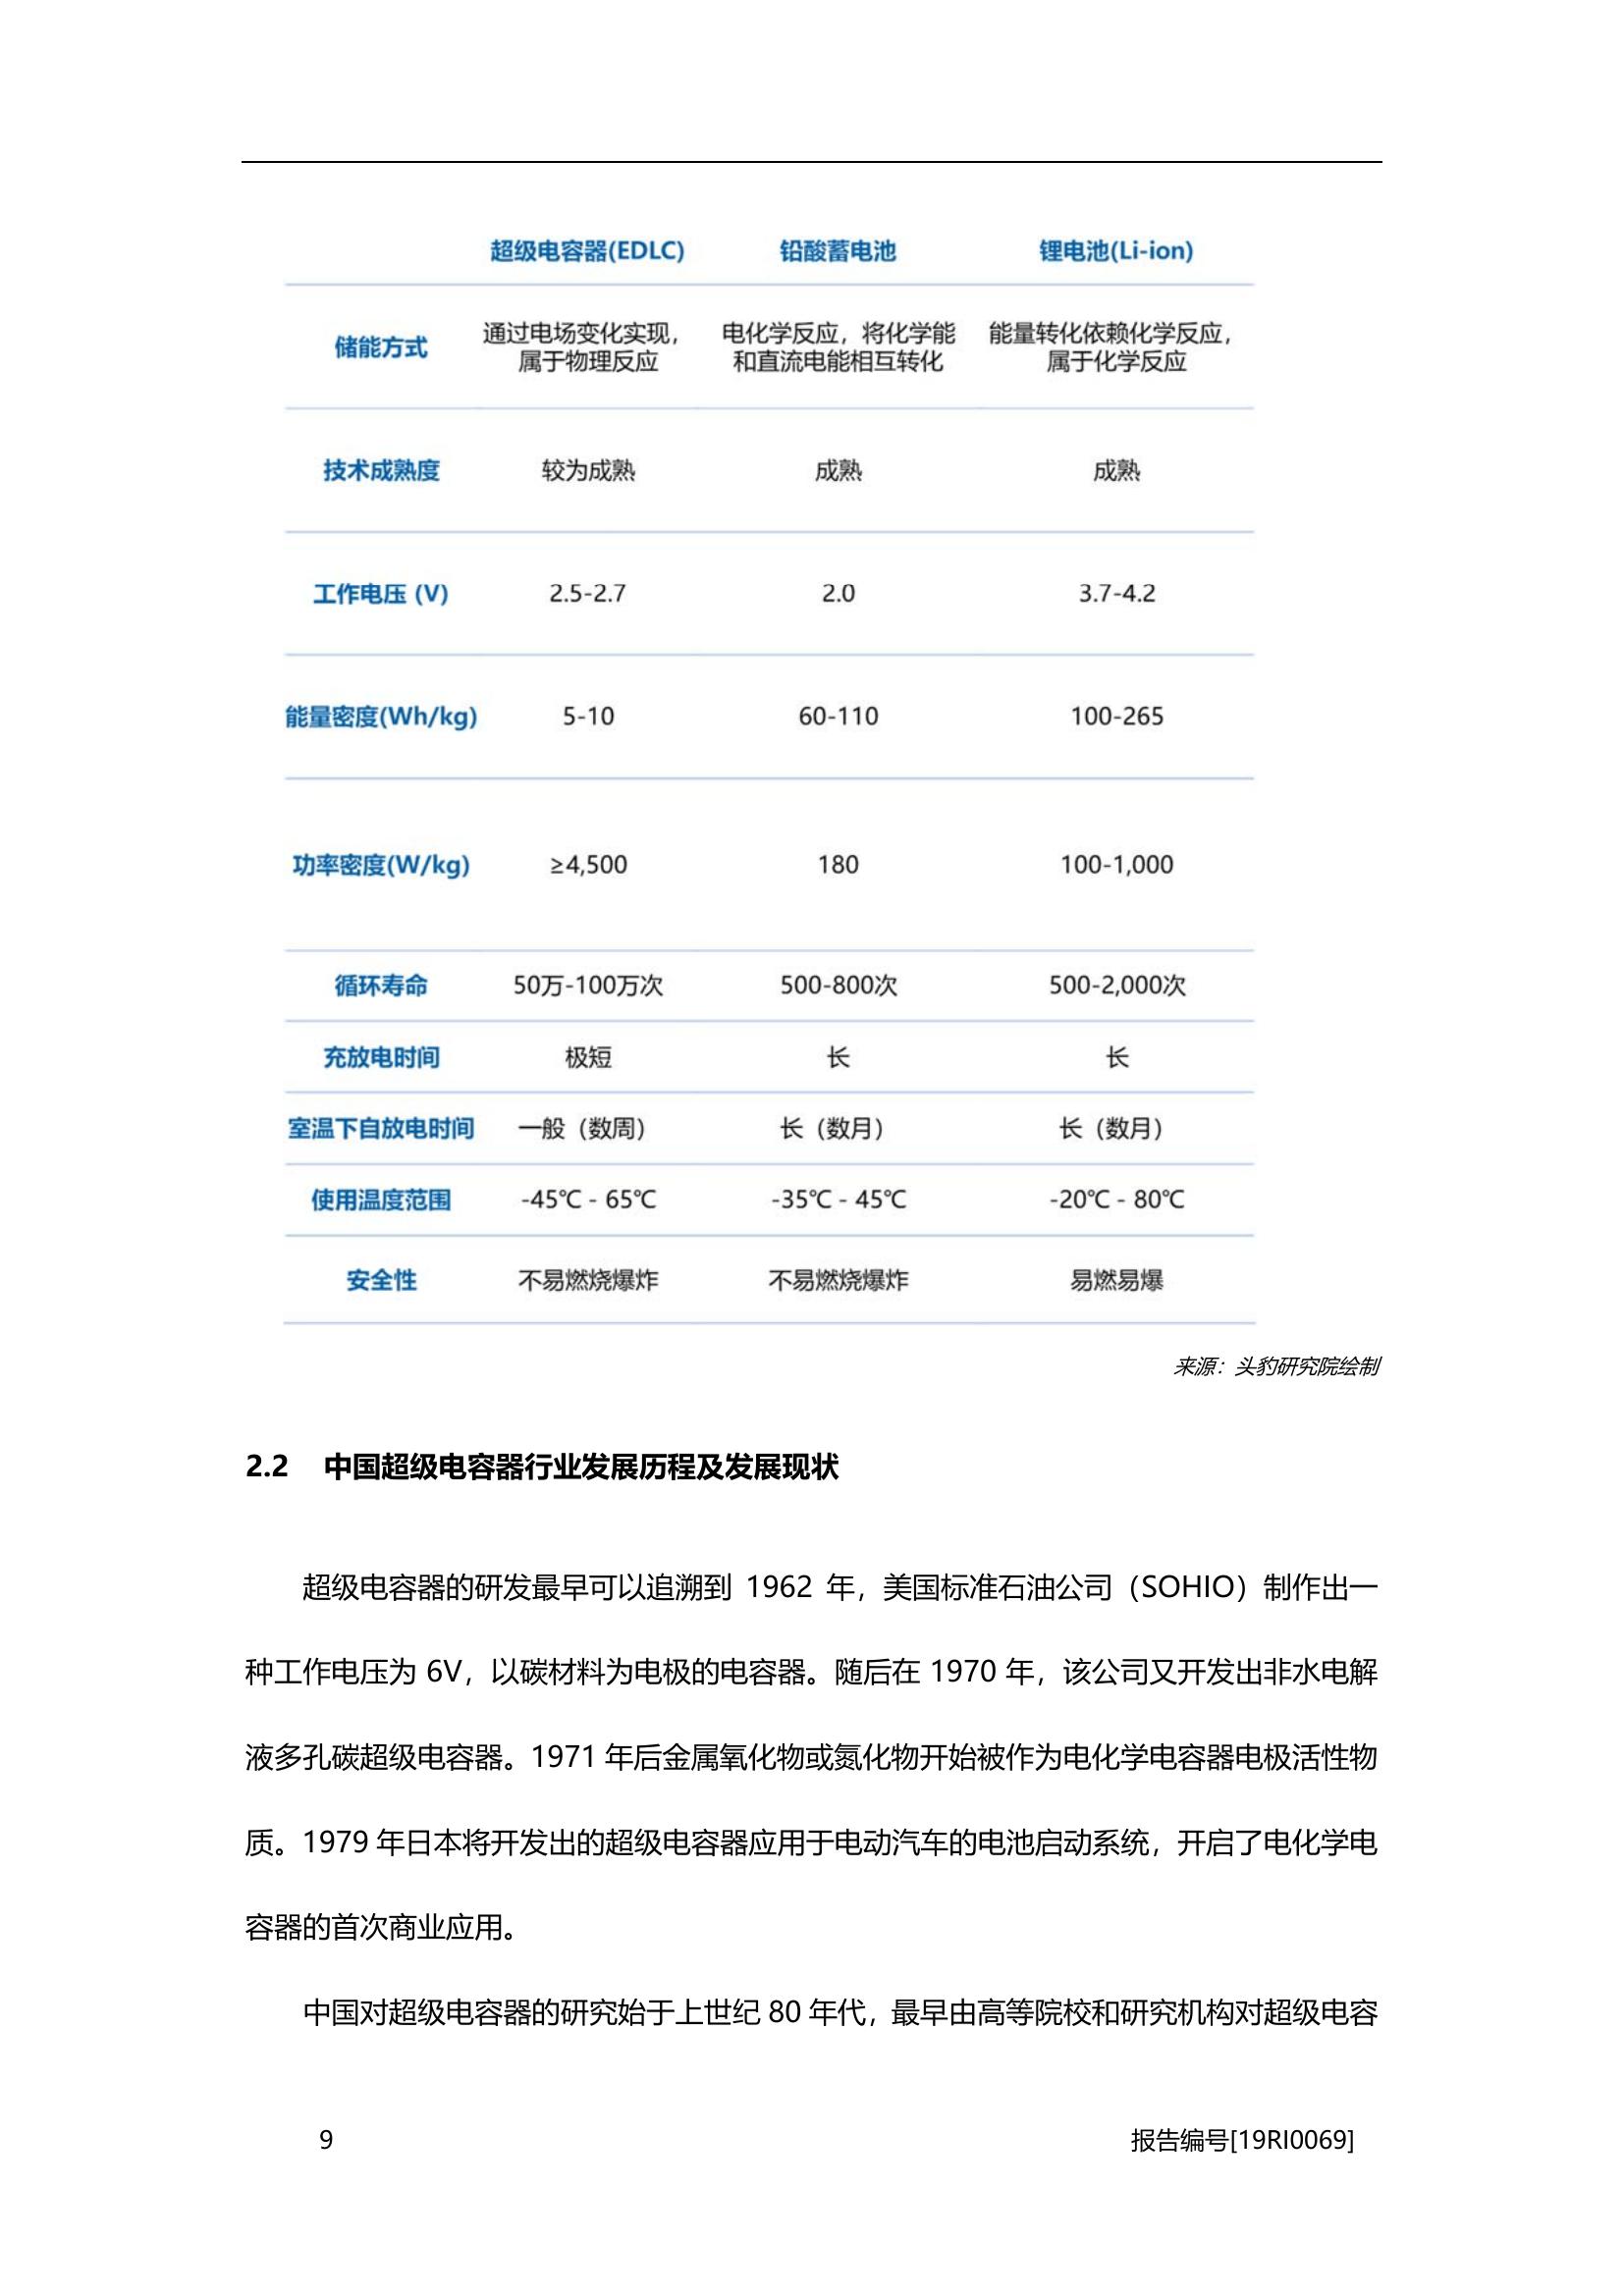 超级电容器(EDLC) 铅酸蓄电池 锂电池(Li-ion)
储能方式 通过电场变化实现，属于物理反应 电化学反应，将化学能和直流电能相互转化 能量转化依赖化学反应，属于化学反应
技术成熟度 较为成熟 成熟 成熟
工作电压 (V) 2.5-2.7 2.0 3.7-4.2
能量密度(Wh/kg) 5-10 60-110 100-265
功率密度(W/kg) ≥4,500 180 100-1,000
循环寿命 50万-100万次 500-800次 500-2,000次
充放电时间 极短 长 长
室温下自放电时间 一般（数周） 长（数月） 长（数月）
使用温度范围 -45℃ - 65℃ -35℃ - 45℃ -20℃ - 80℃
安全性 不易燃烧爆炸 不易燃烧爆炸 易燃易爆
来源：头豹研究院绘制
2.2 中国超级电容器行业发展历程及发展现状
超级电容器的研发最早可以追溯到 1962 年，美国标准石油公司（SOHIO）制作出一
种工作电压为 6V，以碳材料为电极的电容器。随后在 1970 年，该公司又开发出非水电解
液多孔碳超级电容器。1971 年后金属氧化物或氮化物开始被作为电化学电容器电极活性物
质。1979 年日本将开发出的超级电容器应用于电动汽车的电池启动系统，开启了电化学电
容器的首次商业应用。
中国对超级电容器的研究始于上世纪 80 年代，最早由高等院校和研究机构对超级电容
9 报告编号[19RI0069]